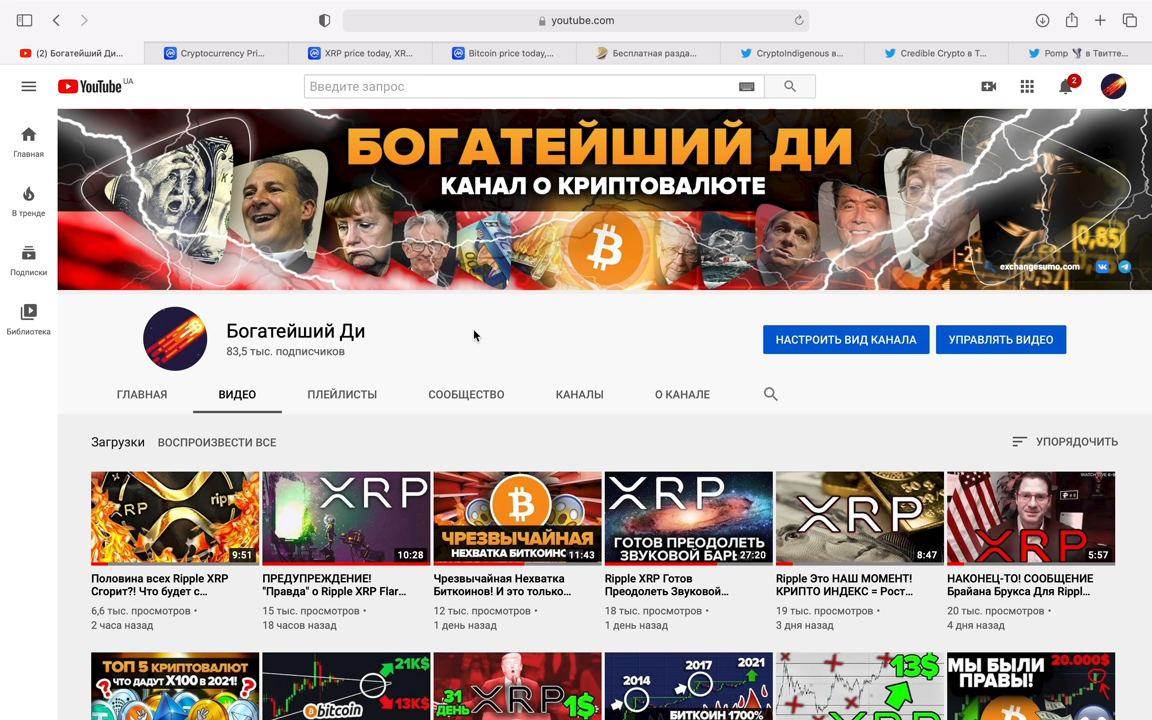 youtube.com
(2) Богатейший Ди...
Cryptocurrency Pri...
XRP price today, XR...
Bitcoin price today,...
Бесплатная разда...
CryptoIndigenous в...
Credible Crypto в Т...
Pomp 🌪 в Твитте...
YouTube UA
Введите запрос
2
Главная
В тренде
Подписки
Библиотека
БОГАТЕЙШИЙ ДИ
КАНАЛ О КРИПТОВАЛЮТЕ
0,85
exchangesumo.com
Богатейший Ди
83,5 тыс. подписчиков
НАСТРОИТЬ ВИД КАНАЛА
УПРАВЛЯТЬ ВИДЕО
ГЛАВНАЯ
ВИДЕО
ПЛЕЙЛИСТЫ
СООБЩЕСТВО
КАНАЛЫ
О КАНАЛЕ
Загрузки
ВОСПРОИЗВЕСТИ ВСЕ
УПОРЯДОЧИТЬ
rip
9:51
Половина всех Ripple XRP
Сгорит?! Что будет с...
6,6 тыс. просмотров •
2 часа назад
XRP
10:28
ПРЕДУПРЕЖДЕНИЕ!
"Правда" о Ripple XRP Flar...
15 тыс. просмотров •
18 часов назад
ЧРЕЗВЫЧАЙНАЯ
НЕХВАТКА БИТКОИНС
11:43
Чрезвычайная Нехватка
Биткоинов! И это только...
12 тыс. просмотров •
1 день назад
XRP
ГОТОВ ПРЕОДОЛЕТЬ
ЗВУКОВОЙ БАРЬ
27:20
Ripple XRP Готов
Преодолеть Звуковой...
18 тыс. просмотров •
1 день назад
XRP
8:47
Ripple Это НАШ МОМЕНТ!
КРИПТО ИНДЕКС = Рост...
19 тыс. просмотров •
3 дня назад
XRP
5:57
НАКОНЕЦ-ТО! СООБЩЕНИЕ
Брайана Брукса Для Rippl...
20 тыс. просмотров •
4 дня назад
ТОП 5 КРИПТОВАЛЮТ
ЧТО ДАДУТ Х100 В 2021!
21K$
13K$
bitcoin
31
ДЕНЬ
XRP
1$
2014
2017
2021
БИТКОИН 1700%
13$
XRP
МЫ БЫЛИ
ПРАВЫ!
20.000$